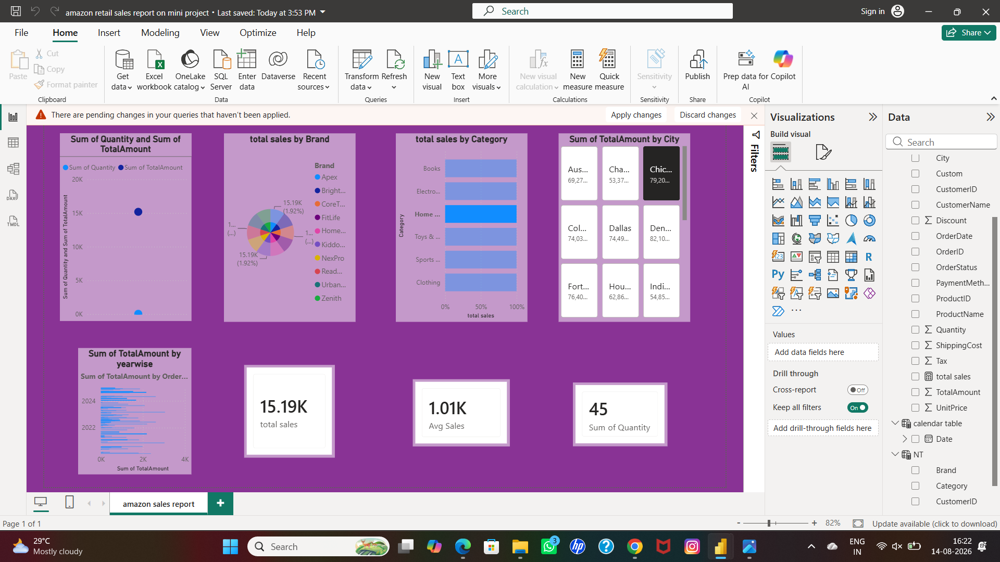 amazon retail sales report on mini project • Last saved: Today at 3:53 PM
Search
Sign in
File
Home
Insert
Modeling
View
Optimize
Help
Share
Paste
Cut
Copy
Format painter
Clipboard
Get data
Excel workbook
OneLake catalog
SQL Server
Enter data
Dataverse
Recent sources
Data
Transform data
Refresh
Queries
New visual
Text box
More visuals
Insert
New visual calculation
New measure
Quick measure
Calculations
Sensitivity
Sensitivity
Publish
Share
Prep data for AI
Copilot
Copilot
There are pending changes in your queries that haven't been applied.
Apply changes
Discard changes
Sum of Quantity and Sum of
TotalAmount
Sum of Quantity
Sum of TotalAmount
Sum of Quantity and Sum of TotalAmount
20K
15K
10K
5K
0K
total sales by Brand
15.19K
(1.92%)
1...
(...)
1...
(...)
15.19K
(1.92%)
Brand
Apex
Bright...
CoreT...
FitLife
Home...
Kiddo...
NexPro
Read...
Urban...
Zenith
total sales by Category
Category
Books
Electro...
Home ...
Toys & ...
Sports ...
Clothing
0%
50%
100%
total sales
Sum of TotalAmount by City
Aus...
69,27...
Cha...
53,37...
Chic...
79,20...
Col...
74,03...
Dallas
74,49...
Den...
82,10...
Fort...
76,40...
Hou...
62,86...
Indi...
54,85...
Sum of TotalAmount by
yearwise
Sum of TotalAmount by Order...
2024
2022
0K
2K
4K
Sum of TotalAmount
15.19K
total sales
1.01K
Avg Sales
45
Sum of Quantity
Filters
Visualizations
Build visual
Values
Add data fields here
Drill through
Cross-report
Off
Keep all filters
On
Add drill-through fields here
Data
Search
City
Custom
CustomerID
CustomerName
Discount
OrderDate
OrderID
OrderStatus
PaymentMeth...
ProductID
ProductName
Quantity
ShippingCost
Tax
total sales
TotalAmount
UnitPrice
calendar table
Date
NT
Brand
Category
CustomerID
amazon sales report
Page 1 of 1
82%
Update available (click to download)
29°C
Mostly cloudy
Search
3
ENG
IN
16:22
14-08-2026